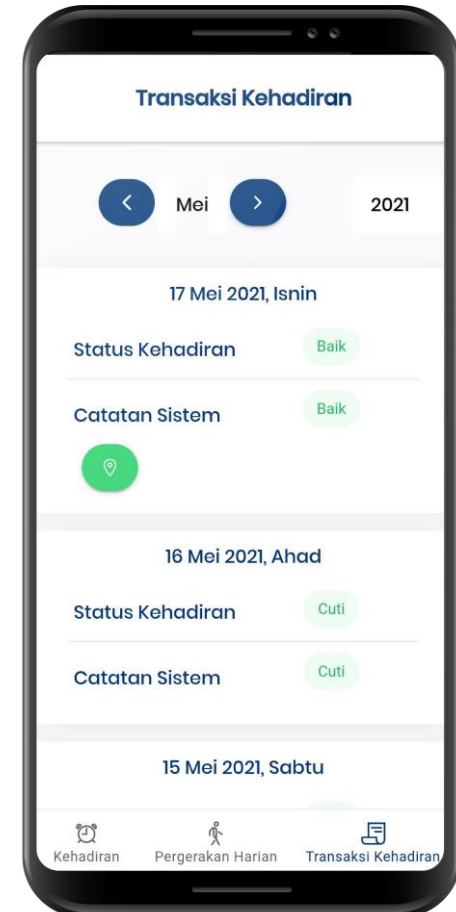 Transaksi Kehadiran
Mei 2021
17 Mei 2021, Isnin
Status Kehadiran Baik
Catatan Sistem Baik
16 Mei 2021, Ahad
Status Kehadiran Cuti
Catatan Sistem Cuti
15 Mei 2021, Sabtu
Kehadiran Pergerakan Harian Transaksi Kehadiran